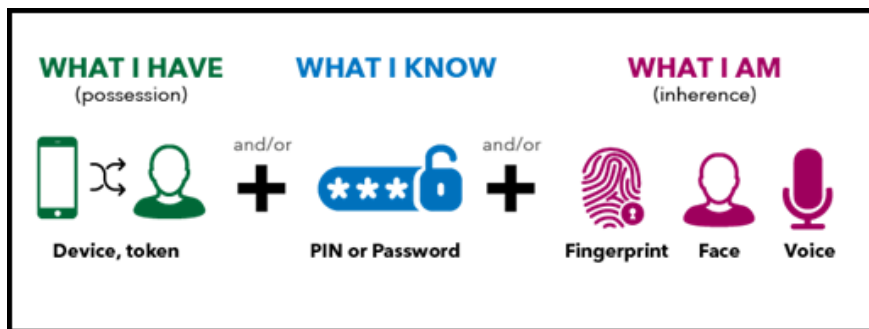 WHAT I HAVE
(possession)
WHAT I KNOW
WHAT I AM
(inherence)
and/or
and/or
***
Device, token
PIN or Password
Fingerprint
Face
Voice